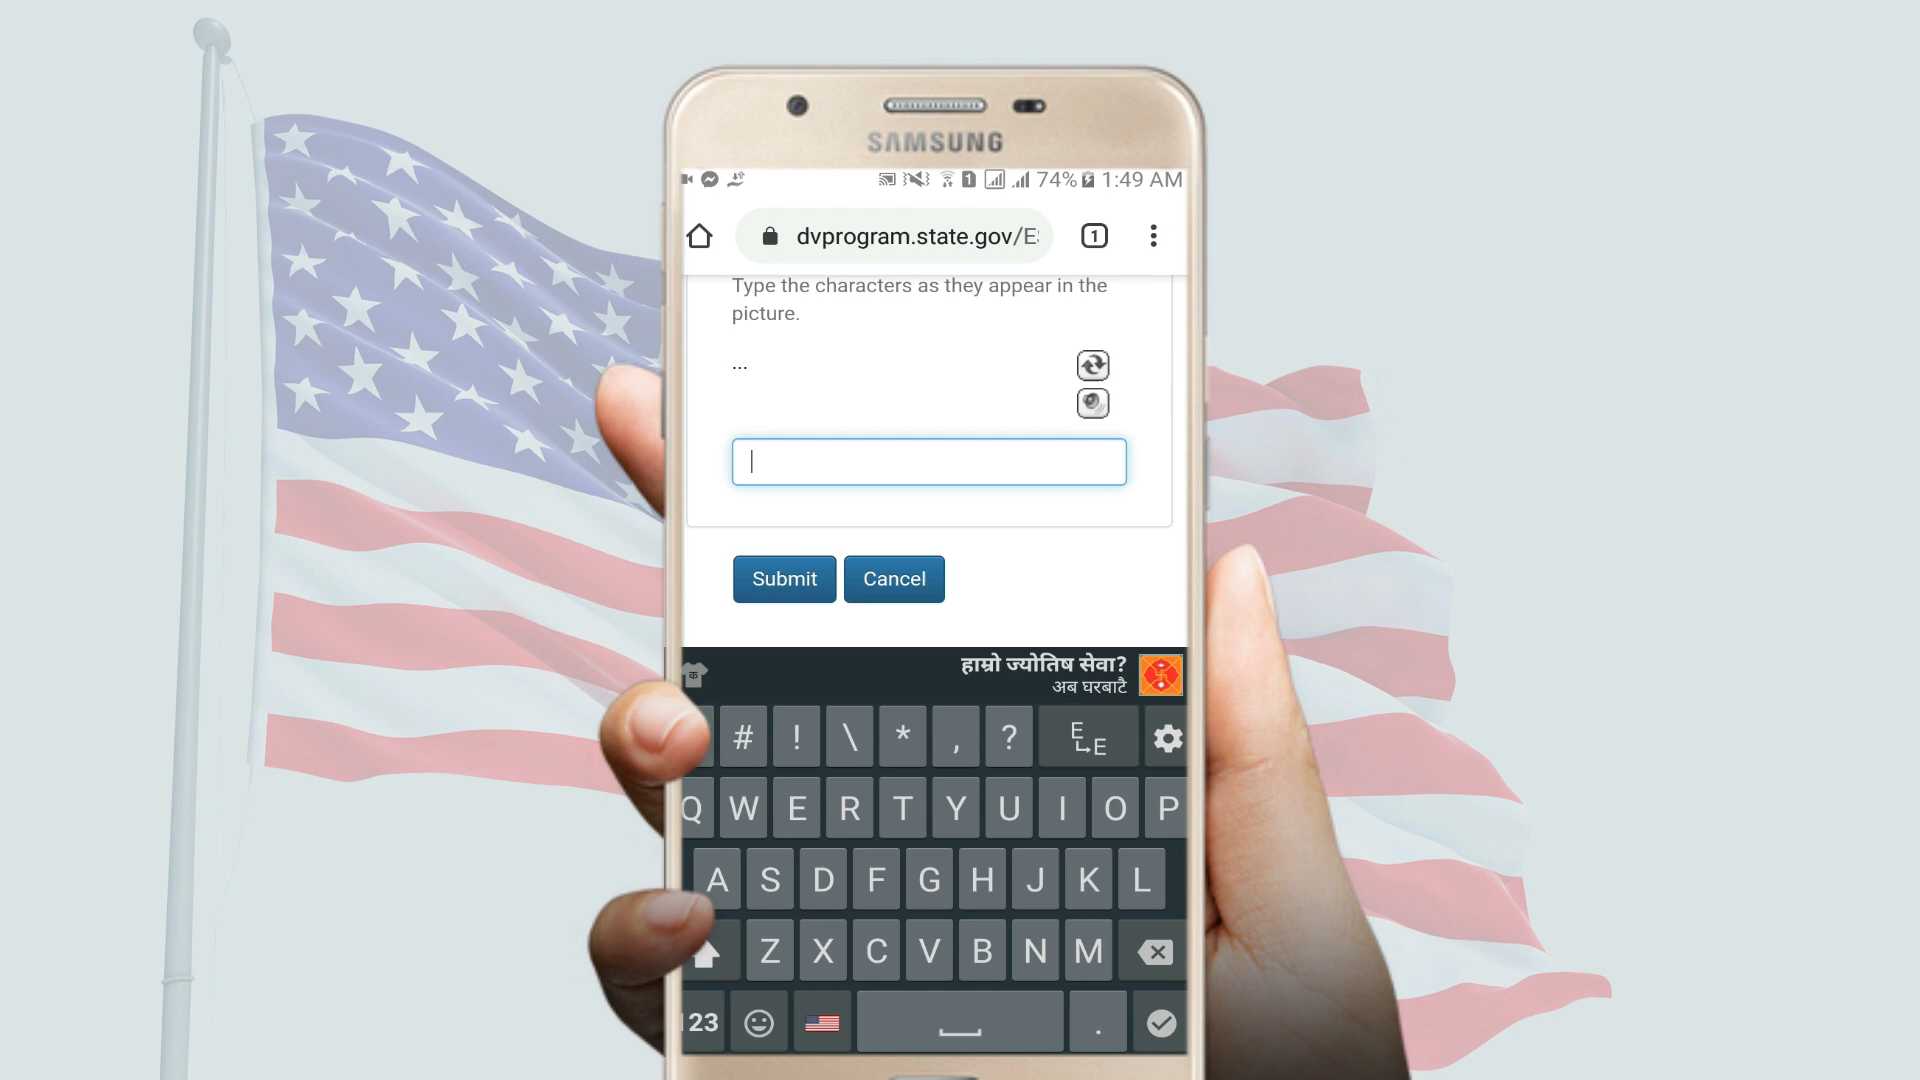 SAMSUNG
74% 1:49 AM
dvprogram.state.gov/E
1
Type the characters as they appear in the
picture.
...
Submit Cancel
हाम्रो ज्योतिष सेवा?
अब घरबाटै
क
# ! \ * , ? E E
Q W E R T Y U I O P
A S D F G H J K L
Z X C V B N M
123 .